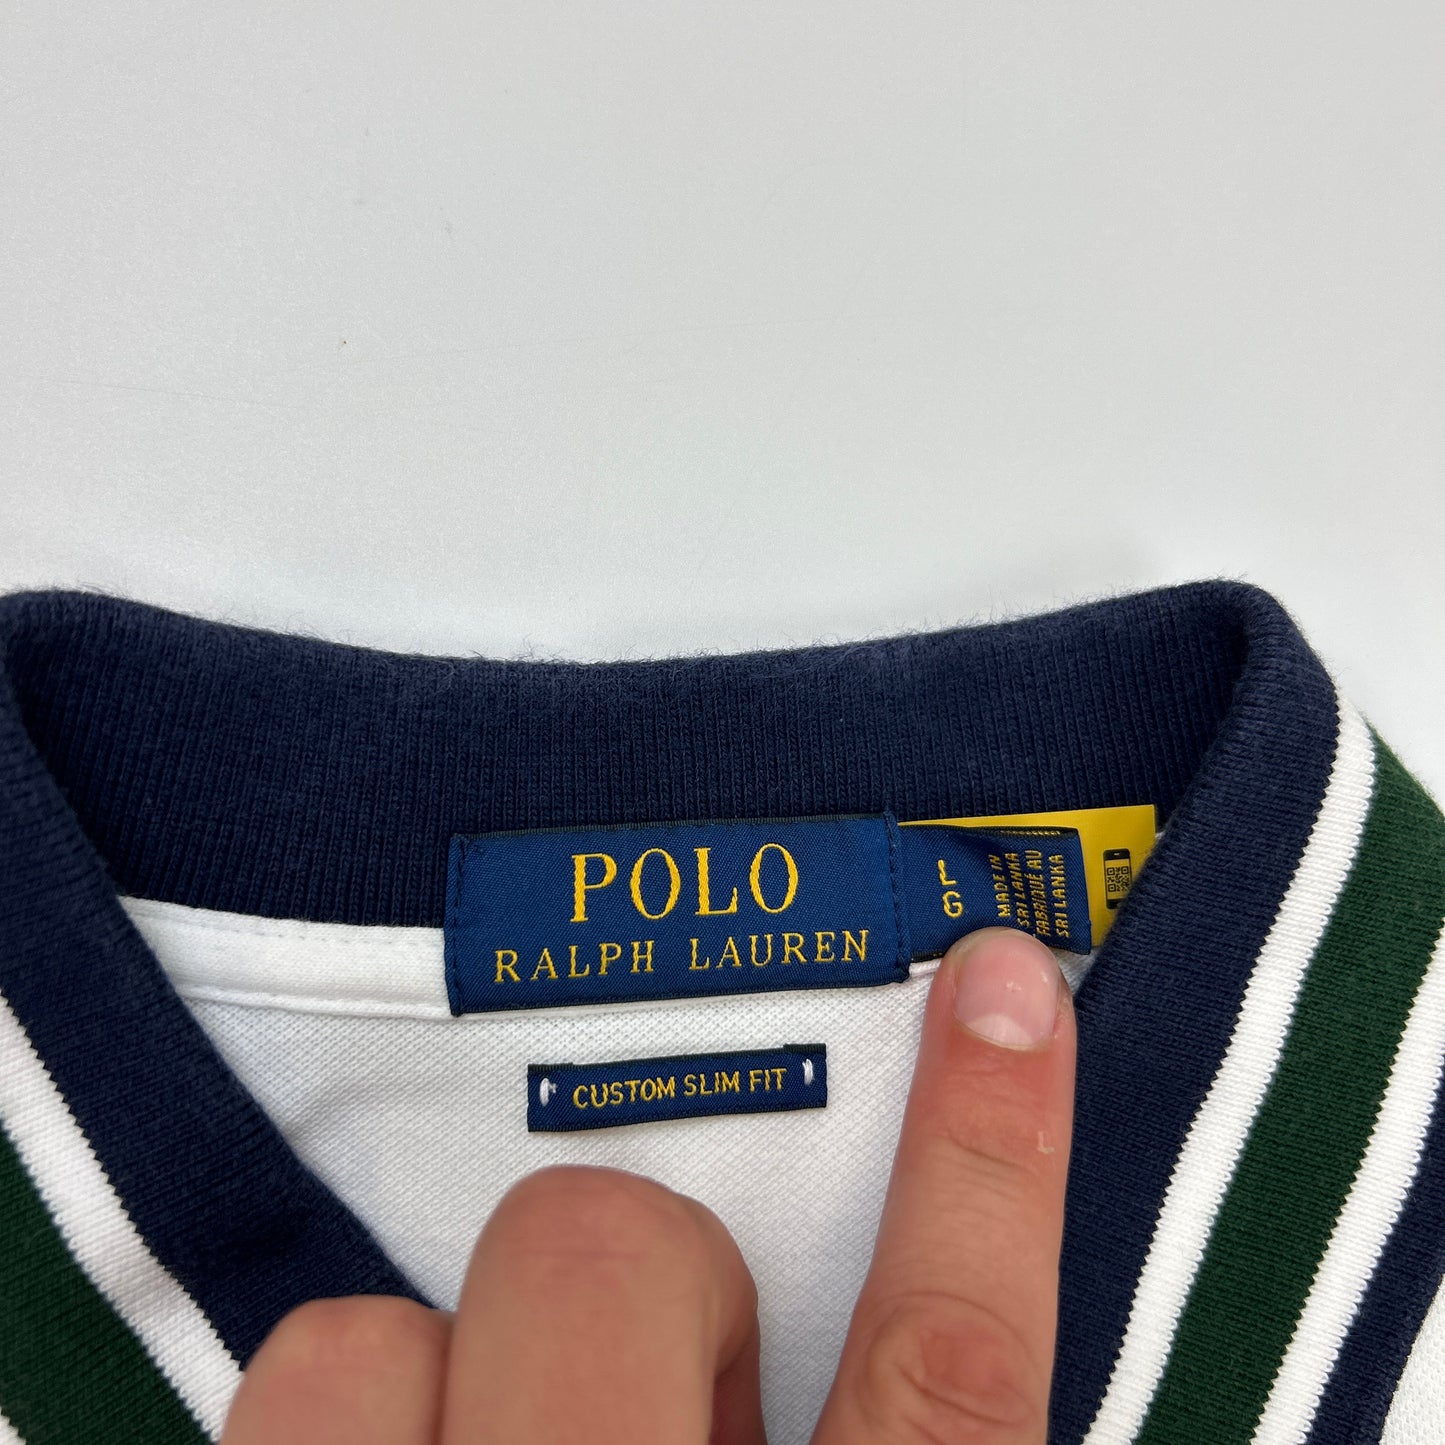 POLO
RALPH LAUREN
L
G
MADE IN
SRI LANKA
FABRIQUÉ AU
SRI LANKA
CUSTOM SLIM FIT